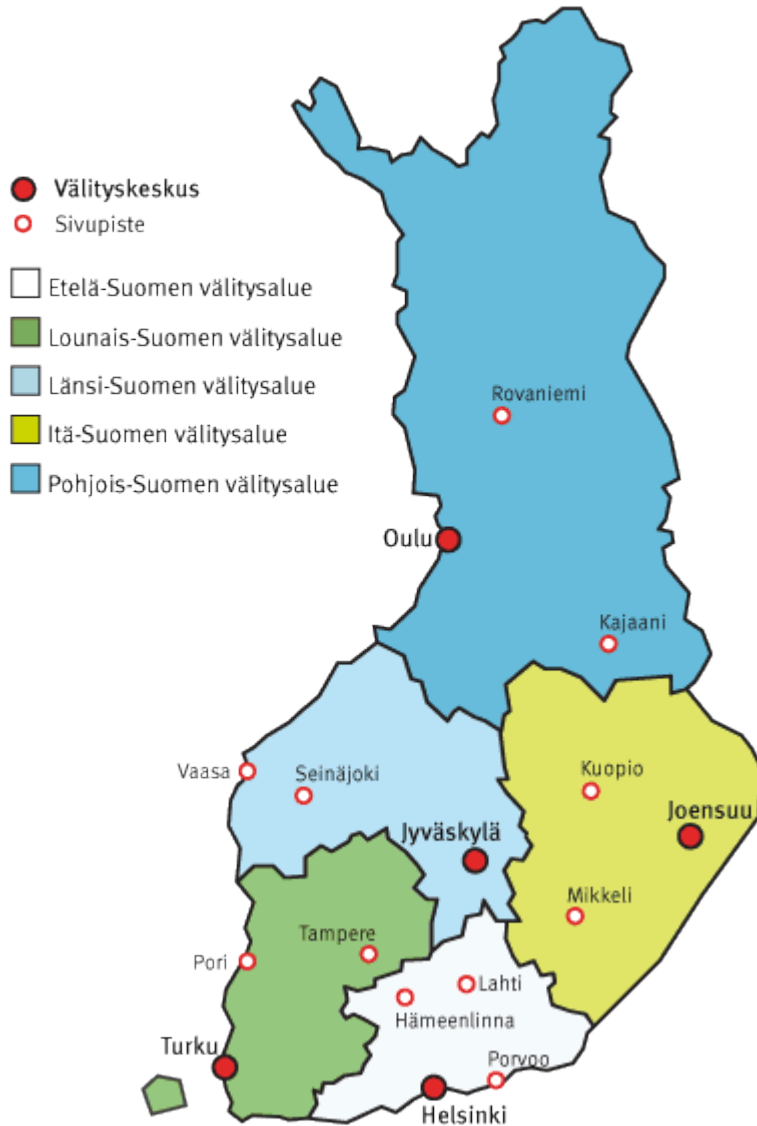 Välityskeskus
Sivupiste
Etelä-Suomen välitysalue
Lounais-Suomen välitysalue
Länsi-Suomen välitysalue
Itä-Suomen välitysalue
Pohjois-Suomen välitysalue
Rovaniemi
Oulu
Kajaani
Vaasa
Seinäjoki
Kuopio
Joensuu
Jyväskylä
Mikkeli
Tampere
Pori
Lahti
Hämeenlinna
Turku
Porvoo
Helsinki